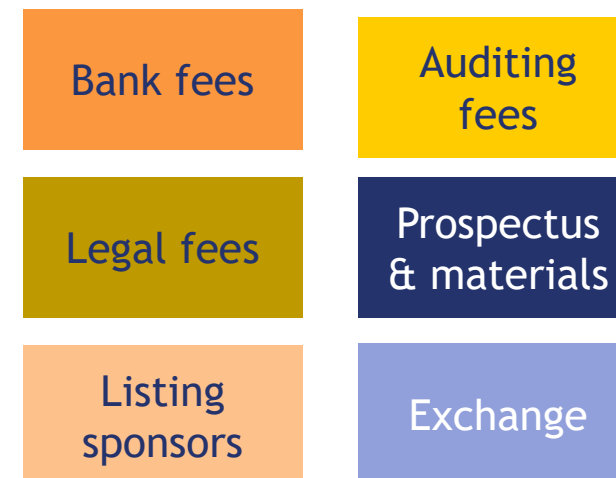 Bank fees
Auditing
fees
Legal fees
Prospectus
& materials
Listing
sponsors
Exchange